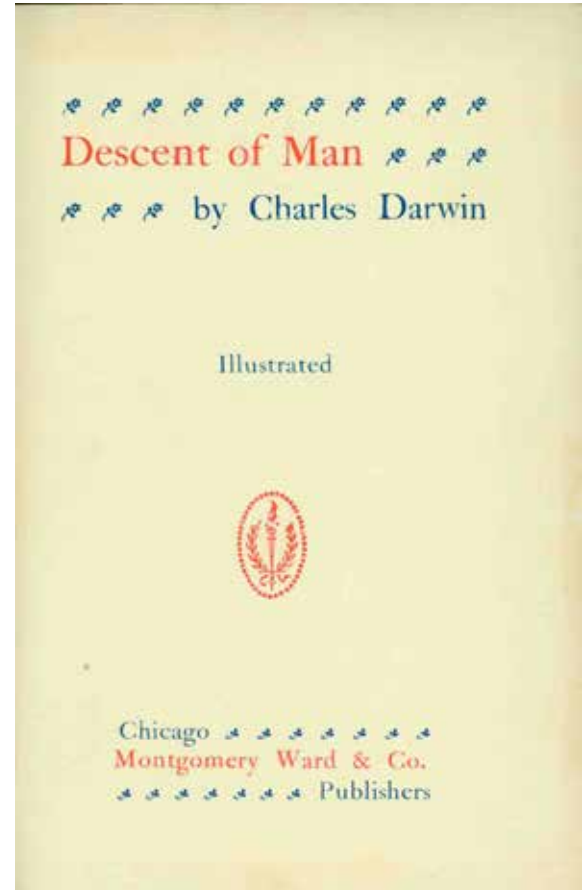 Descent of Man
by Charles Darwin
Illustrated
Chicago
Montgomery Ward & Co.
Publishers